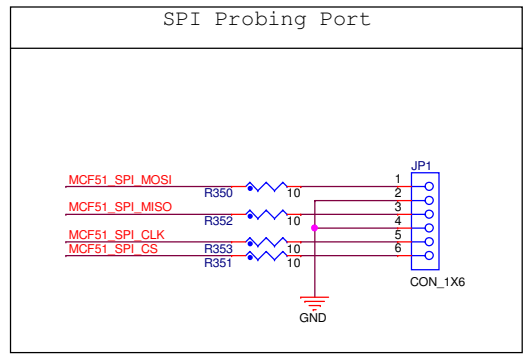 SPI Probing Port
JP1
MCF51_SPI_MOSI 1
R350 10 2
MCF51_SPI_MISO 3
R352 10 4
MCF51_SPI_CLK 5
MCF51_SPI_CS R353 10 6
R351 10
CON_1X6
GND